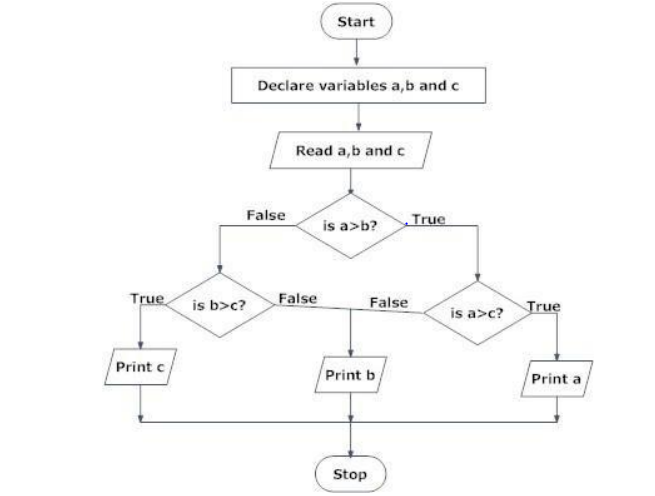 Start
Declare variables a,b and c
Read a,b and c
is a>b?
False
True
is b>c?
True
False
False
is a>c?
True
Print c
Print b
Print a
Stop